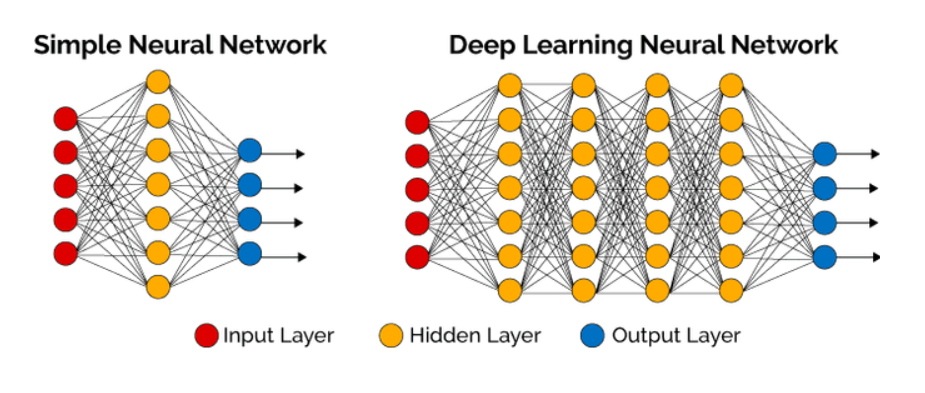 Simple Neural Network
Deep Learning Neural Network
Input Layer
Hidden Layer
Output Layer